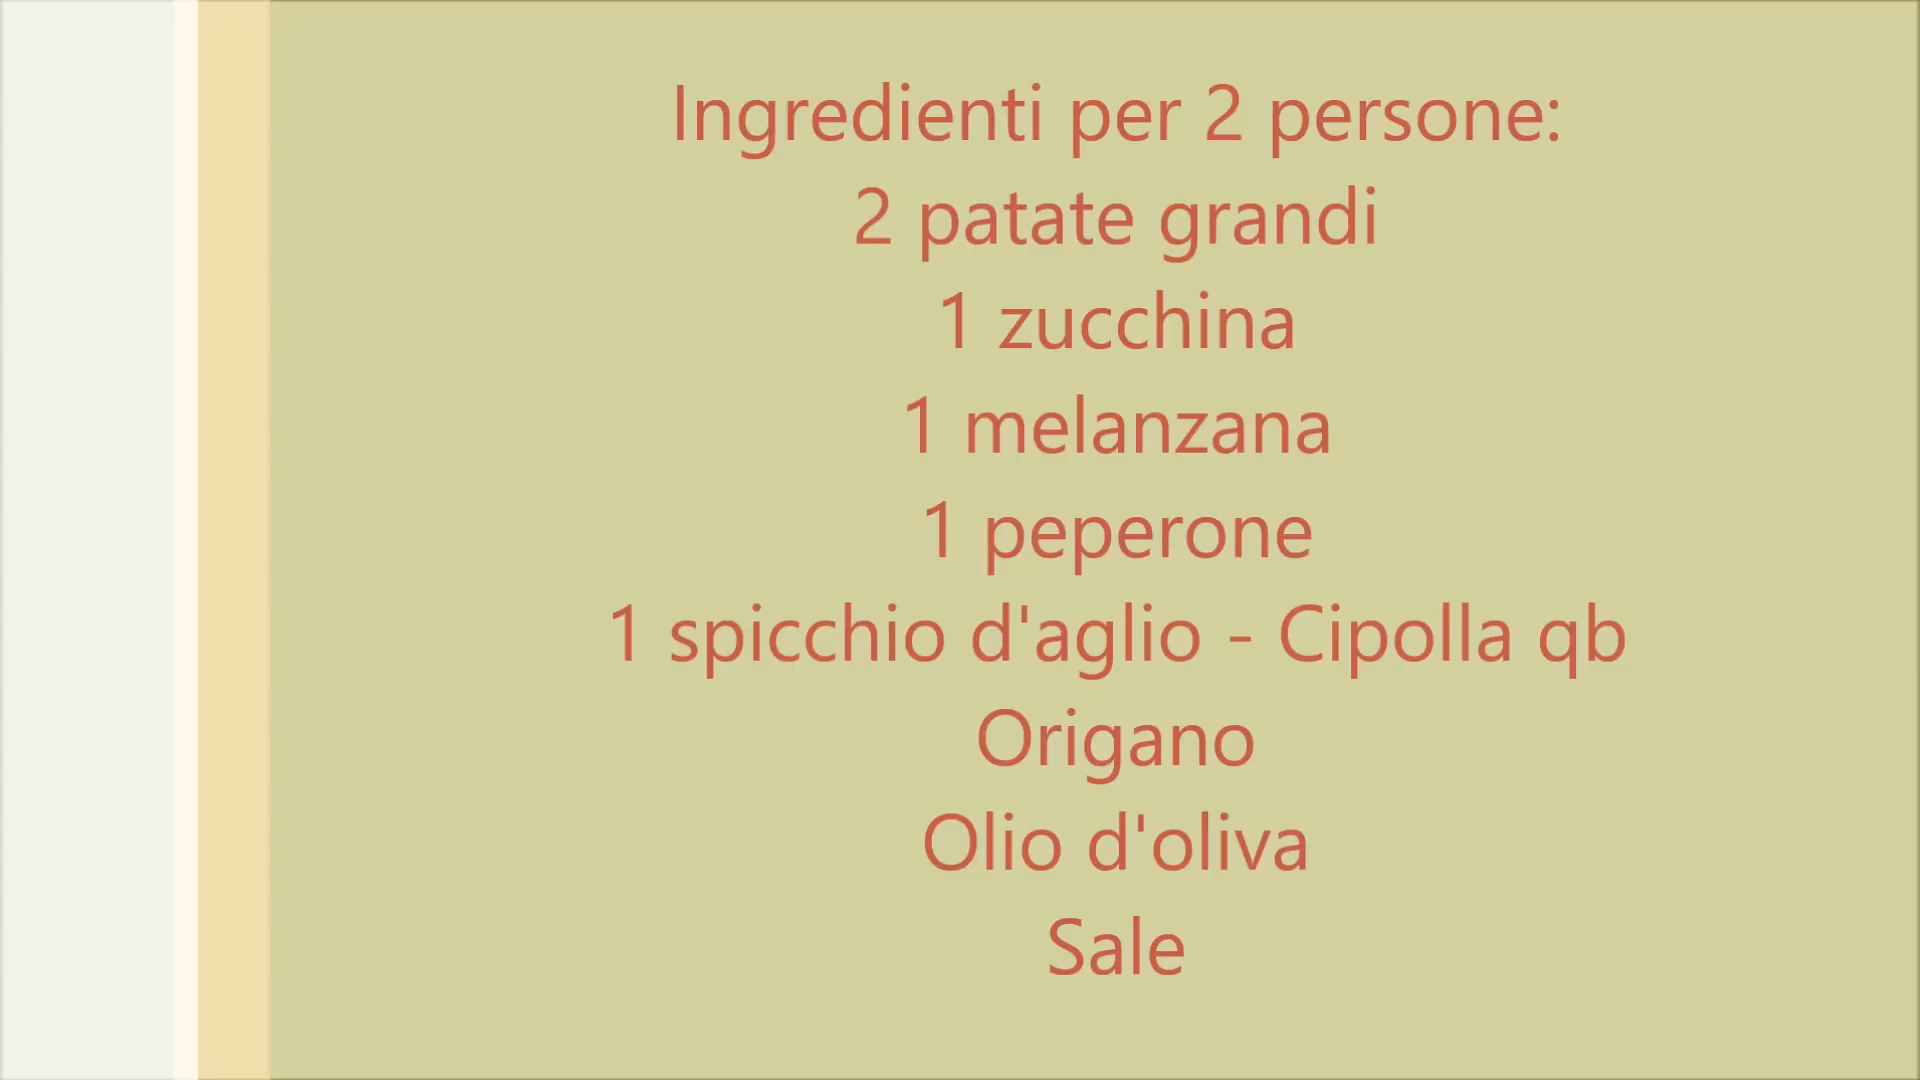 Ingredienti per 2 persone:
2 patate grandi
1 zucchina
1 melanzana
1 peperone
1 spicchio d'aglio - Cipolla qb
Origano
Olio d'oliva
Sale